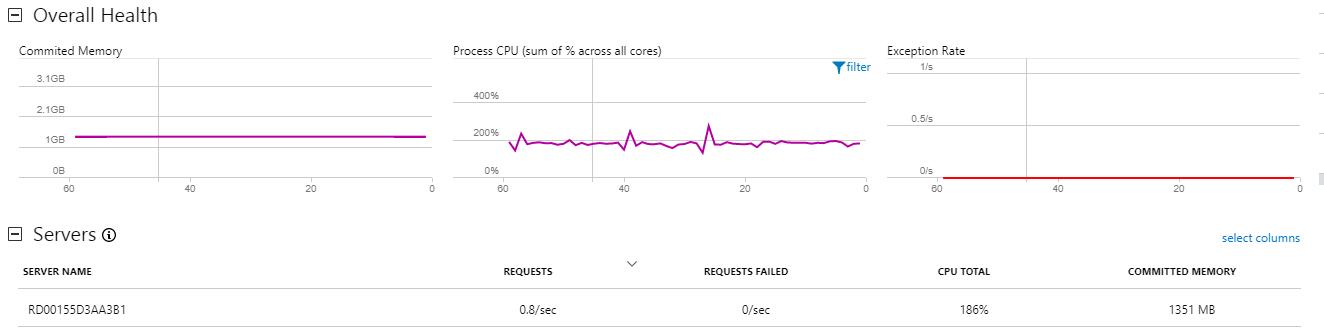 Overall Health
Commited Memory
3.1GB
2.1GB
1GB
0B
60 40 20 0
Process CPU (sum of % across all cores)
filter
400%
200%
0%
60 40 20 0
Exception Rate
1/s
0.5/s
0/s
60 40 20 0
Servers
select columns
SERVER NAME REQUESTS REQUESTS FAILED CPU TOTAL COMMITTED MEMORY
RD00155D3AA3B1 0.8/sec 0/sec 186% 1351 MB